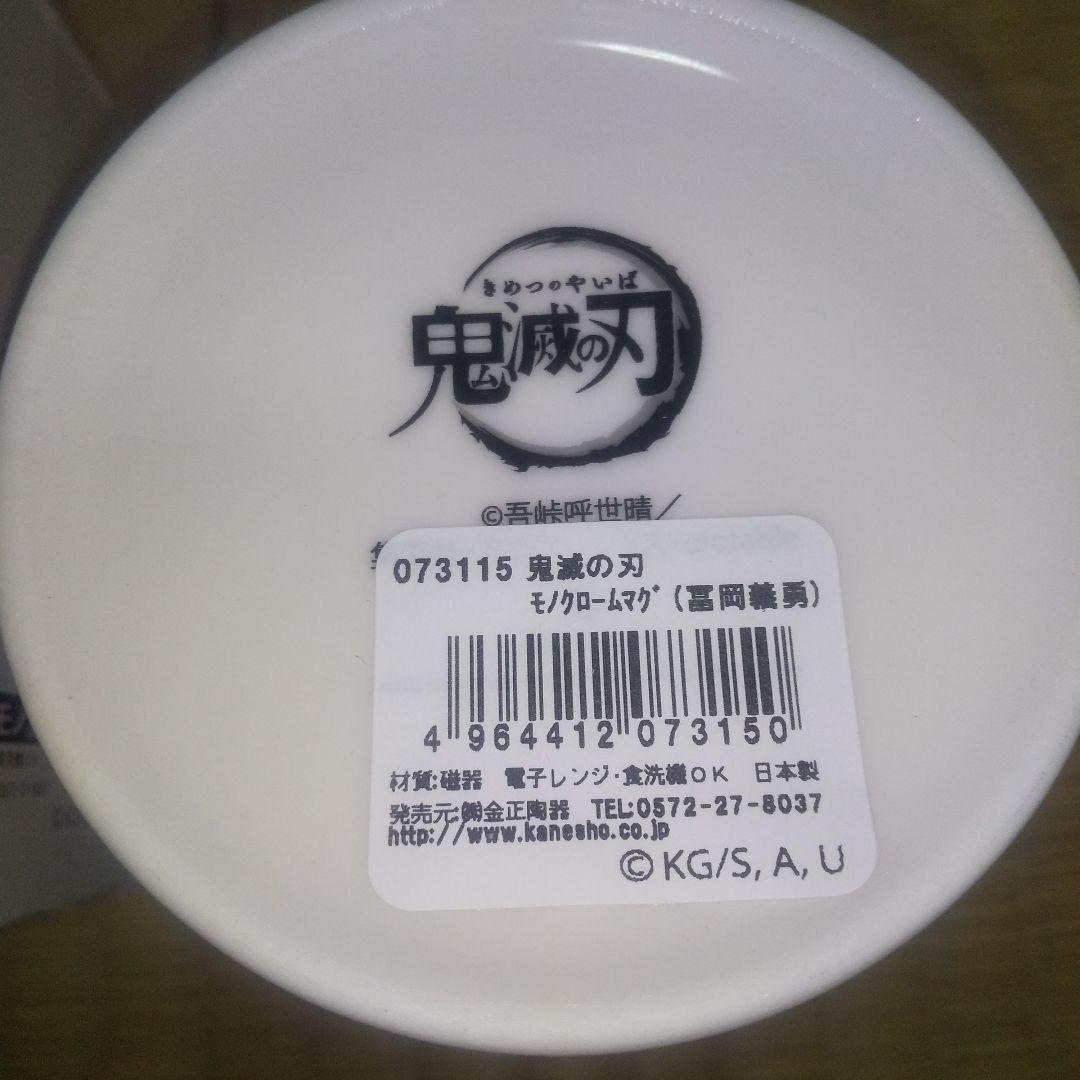 きめつのやいば
鬼滅の刃
©吾峠呼世晴／
073115 鬼滅の刃
ﾓﾉｸﾛｰﾑﾏｸﾞ (冨岡義勇)
4 964412 073150
材質:磁器 電子レンジ・食洗機OK 日本製
発売元:㈱金正陶器 TEL:0572-27-8037
http://www.kanesho.co.jp
©KG/S, A, U